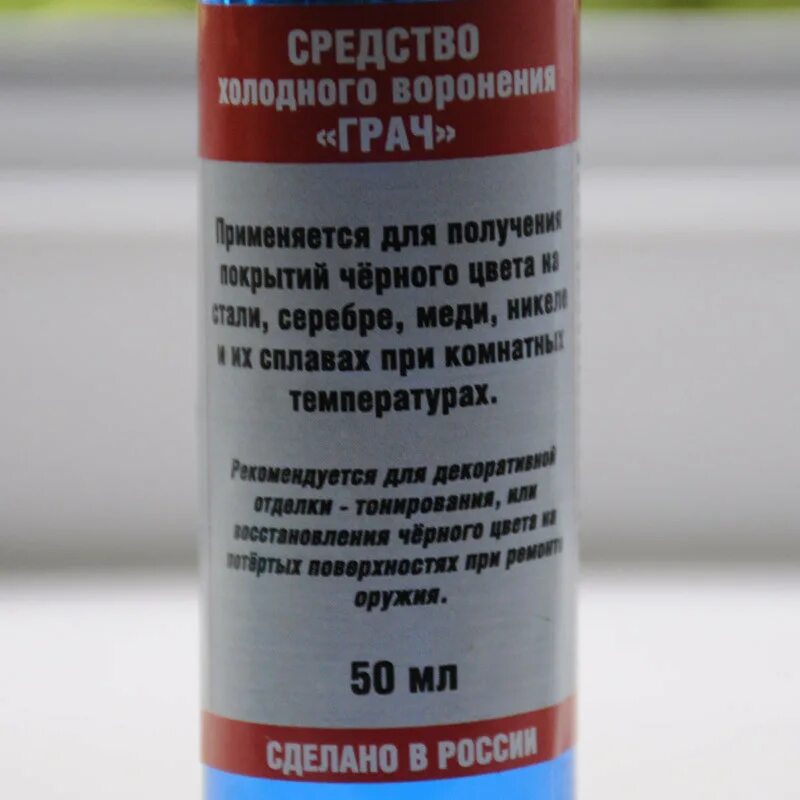 СРЕДСТВО
ХОЛОДНОГО ВОРОНЕНИЯ
«ГРАЧ»
Применяется для получения
покрытий чёрного цвета на
стали, серебре, меди, никеле
и их сплавах при комнатных
температурах.
Рекомендуется для декоративной
отделки - тонирования, или
восстановления чёрного цвета на
потёртых поверхностях при ремонте
оружия.
50 мл
СДЕЛАНО В РОССИИ